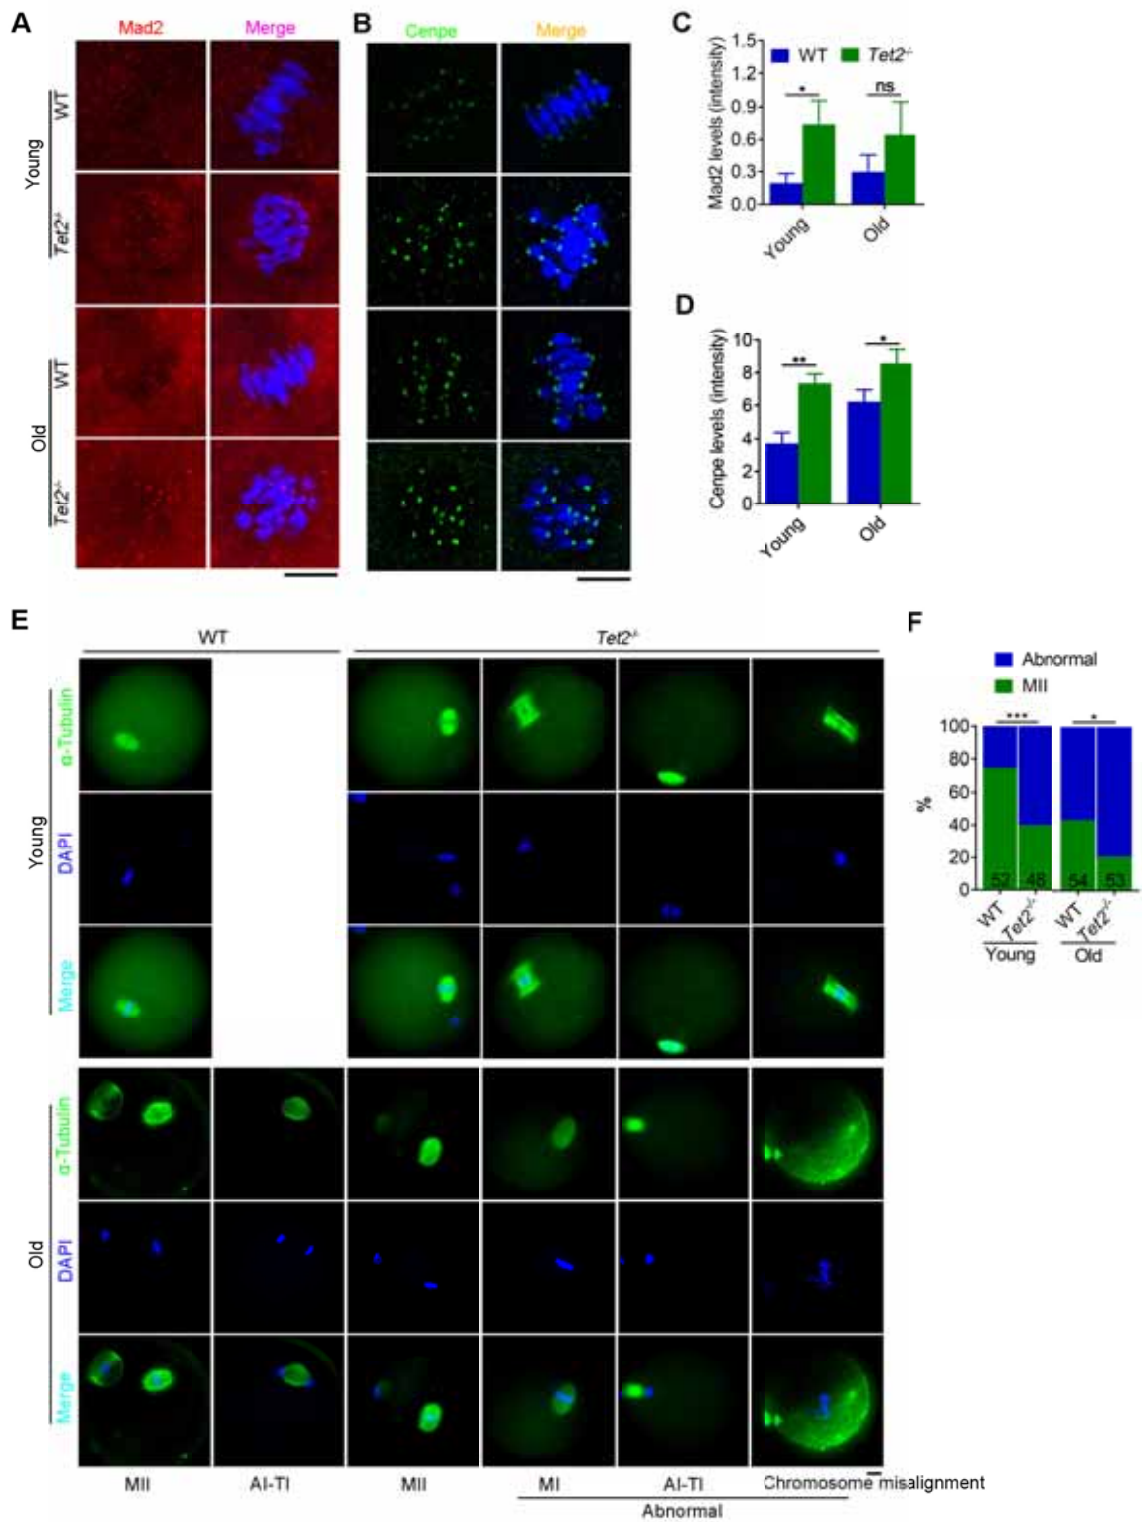 A
Mad2 Merge
Young
WT
Tet2-/-
Old
WT
Tet2-/-
B
Cenpe Merge
C
Mad2 levels (intensity)
1.5
1.2
0.9
0.6
0.3
0.0
WT Tet2-/-
* ns
Young Old
D
Cenpe levels (intensity)
10
8
6
4
2
0
** *
Young Old
E
WT Tet2-/-
Young
α-Tubulin
DAPI
Merge
Old
α-Tubulin
DAPI
Merge
MII AI-TI MII MI AI-TI Chromosome misalignment
Abnormal
F
Abnormal
MII
%
100
80
60
40
20
0
*** *
52 48 54 53
WT Tet2-/- WT Tet2-/-
Young Old